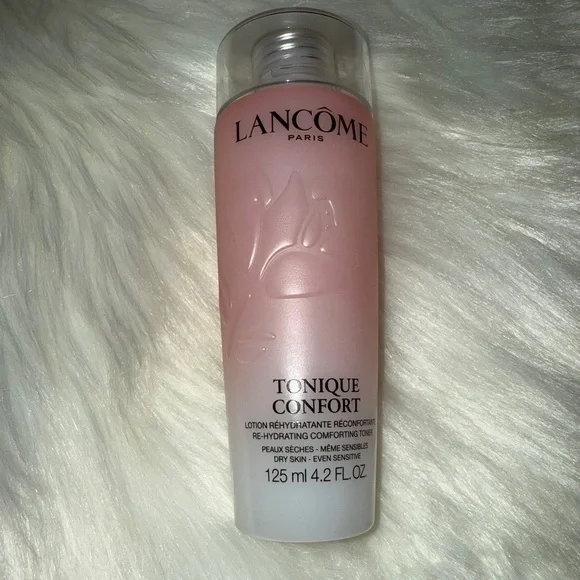 LANCÔME
PARIS
TONIQUE
CONFORT
LOTION RÉHYDRATANTE RÉCONFORTANTE
RE-HYDRATING COMFORTING TONER
PEAUX SÈCHES - MÊME SENSIBLES
DRY SKIN - EVEN SENSITIVE
125 ml 4.2 FL.OZ.